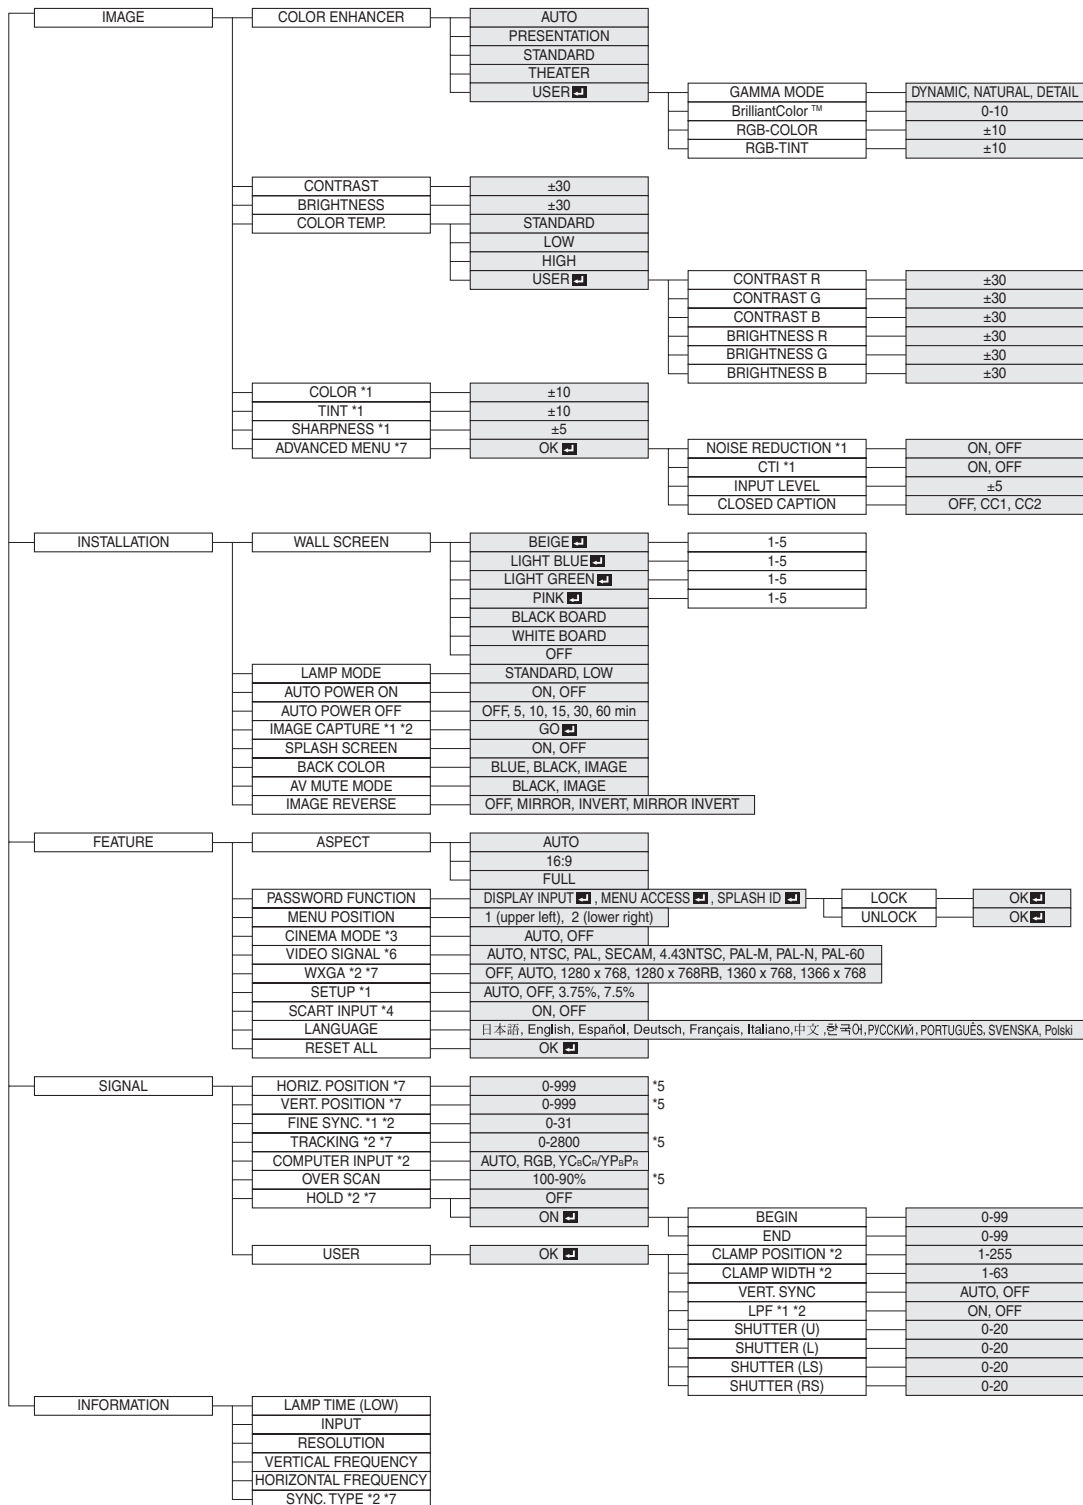 IMAGE COLOR ENHANCER AUTO
PRESENTATION
STANDARD
THEATER
USER
GAMMA MODE DYNAMIC, NATURAL, DETAIL
BrilliantColor ™ 0-10
RGB-COLOR ±10
RGB-TINT ±10
CONTRAST ±30
BRIGHTNESS ±30
COLOR TEMP. STANDARD
LOW
HIGH
USER
CONTRAST R ±30
CONTRAST G ±30
CONTRAST B ±30
BRIGHTNESS R ±30
BRIGHTNESS G ±30
BRIGHTNESS B ±30
COLOR *1 ±10
TINT *1 ±10
SHARPNESS *1 ±5
ADVANCED MENU *7 OK
NOISE REDUCTION *1 ON, OFF
CTI *1 ON, OFF
INPUT LEVEL ±5
CLOSED CAPTION OFF, CC1, CC2
INSTALLATION WALL SCREEN BEIGE 1-5
LIGHT BLUE 1-5
LIGHT GREEN 1-5
PINK 1-5
BLACK BOARD
WHITE BOARD
OFF
LAMP MODE STANDARD, LOW
AUTO POWER ON ON, OFF
AUTO POWER OFF OFF, 5, 10, 15, 30, 60 min
IMAGE CAPTURE *1 *2 GO
SPLASH SCREEN ON, OFF
BACK COLOR BLUE, BLACK, IMAGE
AV MUTE MODE BLACK, IMAGE
IMAGE REVERSE OFF, MIRROR, INVERT, MIRROR INVERT
FEATURE ASPECT AUTO
16:9
FULL
PASSWORD FUNCTION DISPLAY INPUT , MENU ACCESS , SPLASH ID LOCK OK
UNLOCK OK
MENU POSITION 1 (upper left), 2 (lower right)
CINEMA MODE *3 AUTO, OFF
VIDEO SIGNAL *6 AUTO, NTSC, PAL, SECAM, 4.43NTSC, PAL-M, PAL-N, PAL-60
WXGA *2 *7 OFF, AUTO, 1280 x 768, 1280 x 768RB, 1360 x 768, 1366 x 768
SETUP *1 AUTO, OFF, 3.75%, 7.5%
SCART INPUT *4 ON, OFF
LANGUAGE 日本語, English, Español, Deutsch, Français, Italiano, 中文, 한국어, РУССКИЙ, PORTUGUÊS, SVENSKA, Polski
RESET ALL OK
SIGNAL HORIZ. POSITION *7 0-999 *5
VERT. POSITION *7 0-999 *5
FINE SYNC. *1 *2 0-31
TRACKING *2 *7 0-2800 *5
COMPUTER INPUT *2 AUTO, RGB, YCBCR/YPBPR
OVER SCAN 100-90% *5
HOLD *2 *7 OFF
ON BEGIN 0-99
END 0-99
USER OK CLAMP POSITION *2 1-255
CLAMP WIDTH *2 1-63
VERT. SYNC AUTO, OFF
LPF *1 *2 ON, OFF
SHUTTER (U) 0-20
SHUTTER (L) 0-20
SHUTTER (LS) 0-20
SHUTTER (RS) 0-20
INFORMATION LAMP TIME (LOW)
INPUT
RESOLUTION
VERTICAL FREQUENCY
HORIZONTAL FREQUENCY
SYNC. TYPE *2 *7